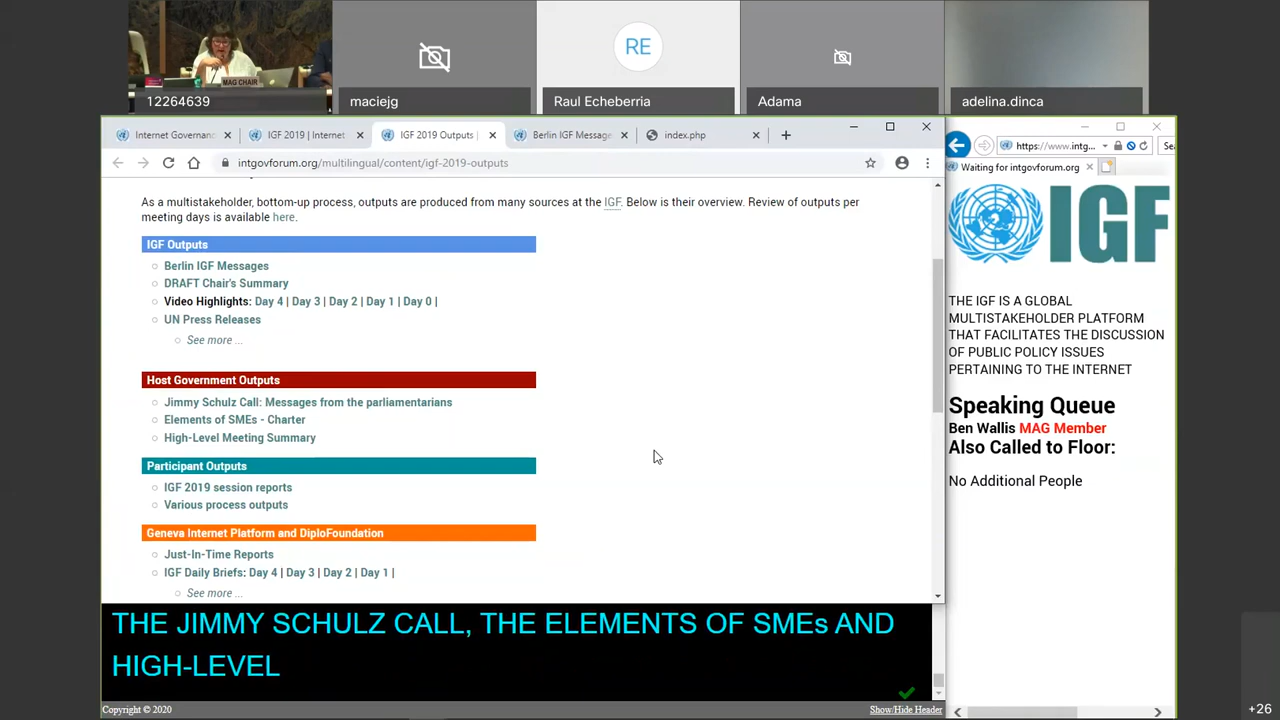 MAG CHAIR
RE
12264639
maciejg
Raul Echeberria
Adama
adelina.dinca
Internet Governanc
IGF 2019 | Internet
IGF 2019 Outputs |
Berlin IGF Message
index.php
intgovforum.org/multilingual/content/igf-2019-outputs
As a multistakeholder, bottom-up process, outputs are produced from many sources at the IGF. Below is their overview. Review of outputs per
meeting days is available here.
IGF Outputs
Berlin IGF Messages
DRAFT Chair's Summary
Video Highlights: Day 4 | Day 3 | Day 2 | Day 1 | Day 0 |
UN Press Releases
See more ...
Host Government Outputs
Jimmy Schulz Call: Messages from the parliamentarians
Elements of SMEs - Charter
High-Level Meeting Summary
Participant Outputs
IGF 2019 session reports
Various process outputs
Geneva Internet Platform and DiploFoundation
Just-In-Time Reports
IGF Daily Briefs: Day 4 | Day 3 | Day 2 | Day 1 |
See more ...
THE JIMMY SCHULZ CALL, THE ELEMENTS OF SMEs AND
HIGH-LEVEL
Copyright © 2020
Show/Hide Header
https://www.intg...
Sea
Waiting for intgovforum.org
IGF
THE IGF IS A GLOBAL
MULTISTAKEHOLDER PLATFORM
THAT FACILITATES THE DISCUSSION
OF PUBLIC POLICY ISSUES
PERTAINING TO THE INTERNET
Speaking Queue
Ben Wallis MAG Member
Also Called to Floor:
No Additional People
+26